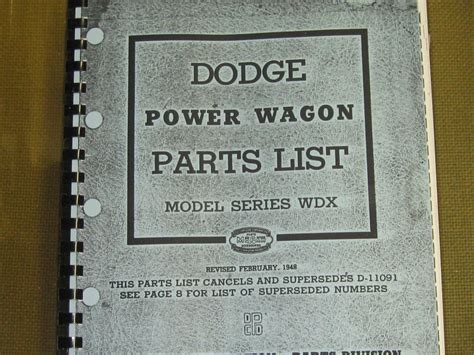 DODGE
POWER WAGON
PARTS LIST
MODEL SERIES WDX
REVISED FEBRUARY, 1948
THIS PARTS LIST CANCELS AND SUPERSEDES D-11091
SEE PAGE 8 FOR LIST OF SUPERSEDED NUMBERS
PARTS DIVISION